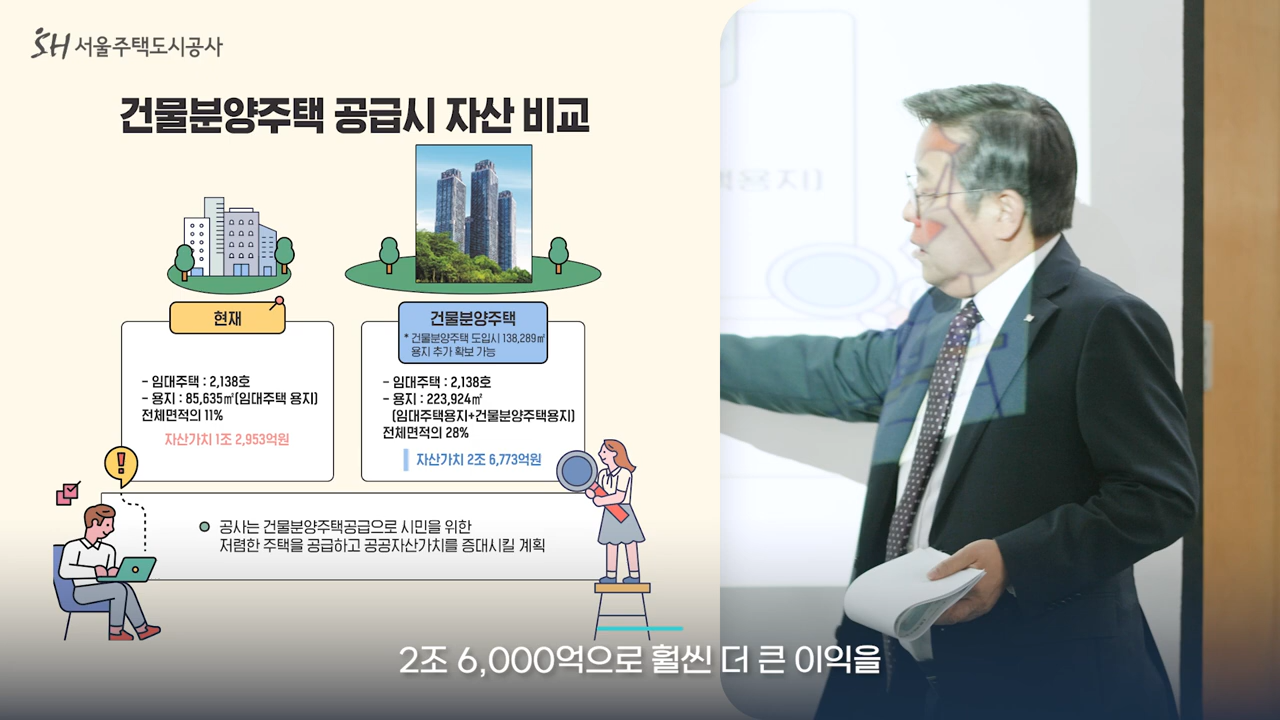 SH 서울주택도시공사
건물분양주택 공급시 자산 비교
현재
- 임대주택 : 2,138호
- 용지 : 85,635㎡(임대주택 용지)
전체면적의 11%
자산가치 1조 2,953억원
건물분양주택
* 건물분양주택 도입시 138,289㎡
용지 추가 확보 가능
- 임대주택 : 2,138호
- 용지 : 223,924㎡
(임대주택용지+건물분양주택용지)
전체면적의 28%
자산가치 2조 6,773억원
공사는 건물분양주택공급으로 시민을 위한
저렴한 주택을 공급하고 공공자산가치를 증대시킬 계획
2조 6,000억으로 훨씬 더 큰 이익을